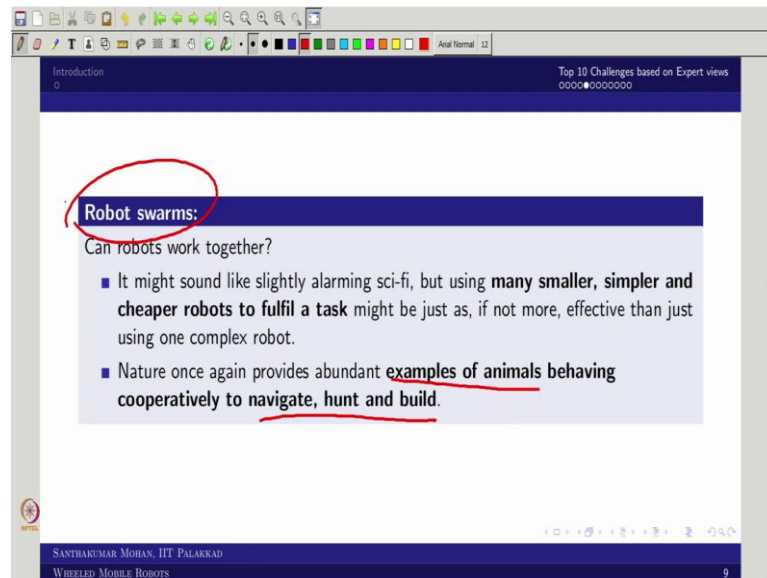 Arial Normal 12
Introduction
Top 10 Challenges based on Expert views
Robot swarms:
Can robots work together?
It might sound like slightly alarming sci-fi, but using many smaller, simpler and
cheaper robots to fulfil a task might be just as, if not more, effective than just
using one complex robot.
Nature once again provides abundant examples of animals behaving
cooperatively to navigate, hunt and build.
NPTEL
SANTHAKUMAR MOHAN, IIT PALAKKAD
WHEELED MOBILE ROBOTS
9